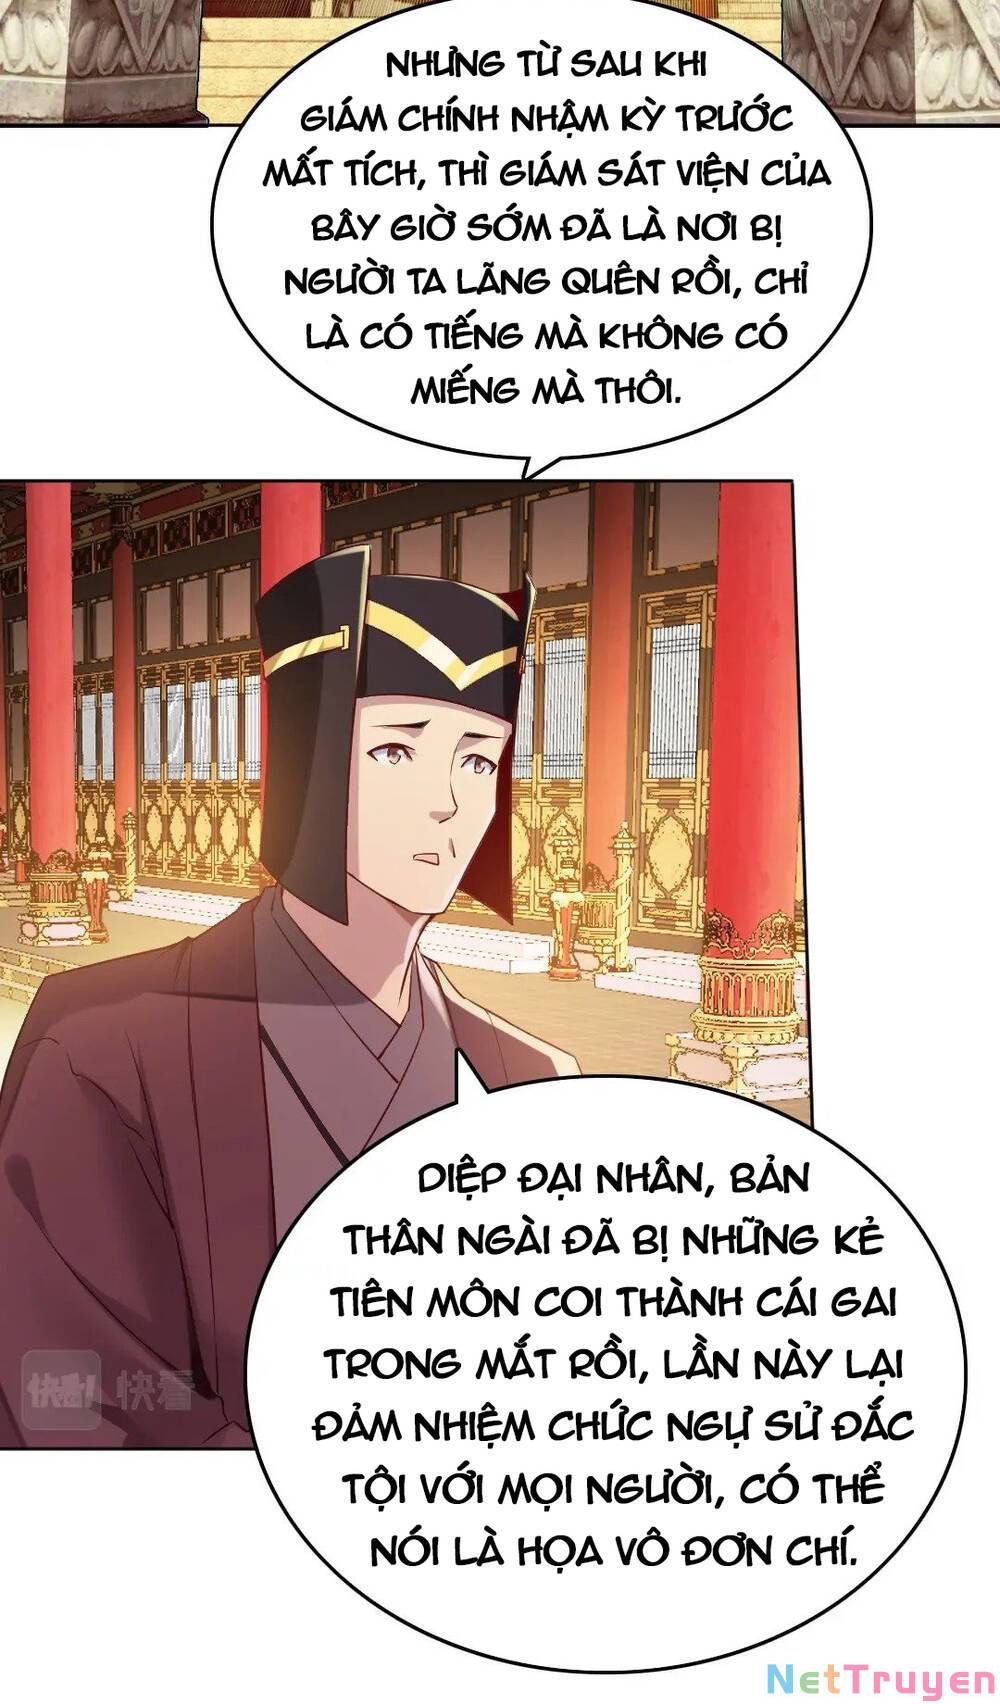 NHƯNG TỪ SAU KHI
GIÁM CHÍNH NHẬM KỲ TRƯỚC
MẤT TÍCH, THÌ GIÁM SÁT VIỆN CỦA
BÂY GIỜ SỚM ĐÃ LÀ NƠI BỊ
NGƯỜI TA LÃNG QUÊN RỒI, CHỈ
LÀ CÓ TIẾNG MÀ KHÔNG CÓ
MIẾNG MÀ THÔI.
DIỆP ĐẠI NHÂN, BẢN
THÂN NGÀI ĐÃ BỊ NHỮNG KẺ
TIÊN MÔN COI THÀNH CÁI GAI
TRONG MẮT RỒI, LẦN NÀY LẠI
ĐẢM NHIỆM CHỨC NGỰ SỬ ĐẮC
TỘI VỚI MỌI NGƯỜI, CÓ THỂ
NÓI LÀ HỌA VÔ ĐƠN CHÍ.
快看! 快看
NetTruyen